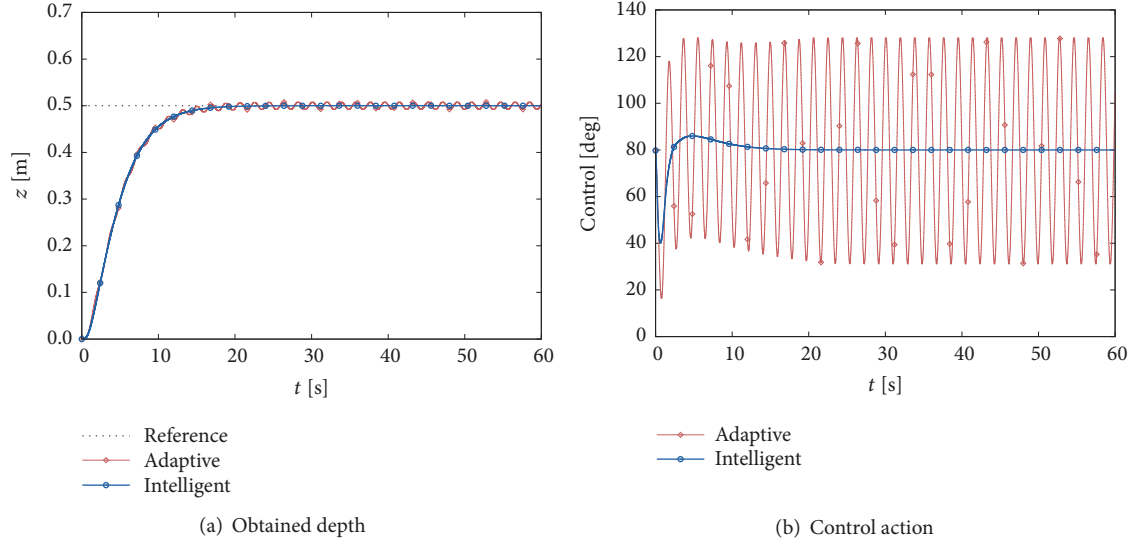 0.7
0.6
0.5
0.4
0.3
0.2
0.1
0.0
z [m]
0 10 20 30 40 50 60
t [s]
Reference
Adaptive
Intelligent
(a) Obtained depth
140
120
100
80
60
40
20
0
Control [deg]
0 10 20 30 40 50 60
t [s]
Adaptive
Intelligent
(b) Control action